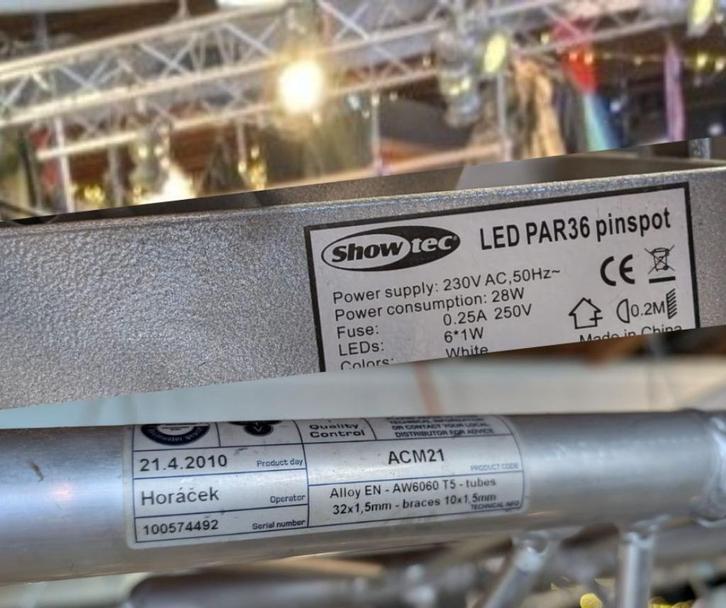 Showtec LED PAR36 pinspot
Power supply: 230V AC,50Hz~
Power consumption: 28W
Fuse: 0.25A 250V
LEDs: 6*1W
Colors: White
CE
0.2M
Made in China
Quality
Control
OR CONTACT YOUR LOCAL
DISTRIBUTOR FOR ADVICE
21.4.2010 Product day
ACM21
PRODUCT CODE
Horáček Operator
Alloy EN - AW6060 T5 - tubes
32x1,5mm - braces 10x1,5mm
TECHNICAL INFO
100574492 Serial number